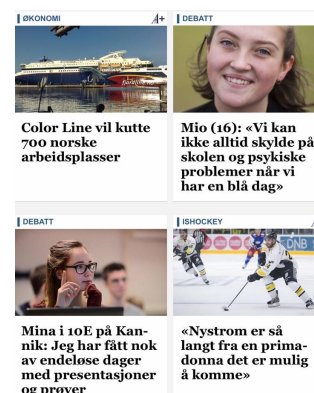 ØKONOMI
A+
DEBATT
Color Line vil kutte
700 norske
arbeidsplasser
Mio (16): «Vi kan
ikke alltid skylde på
skolen og psykiske
problemer når vi
har en blå dag»
DEBATT
ISHOCKEY
DNB
Mina i 10E på Kan-
nik: Jeg har fått nok
av endeløse dager
med presentasjoner
og prøver
«Nystrom er så
langt fra en prima-
donna det er mulig
å komme»